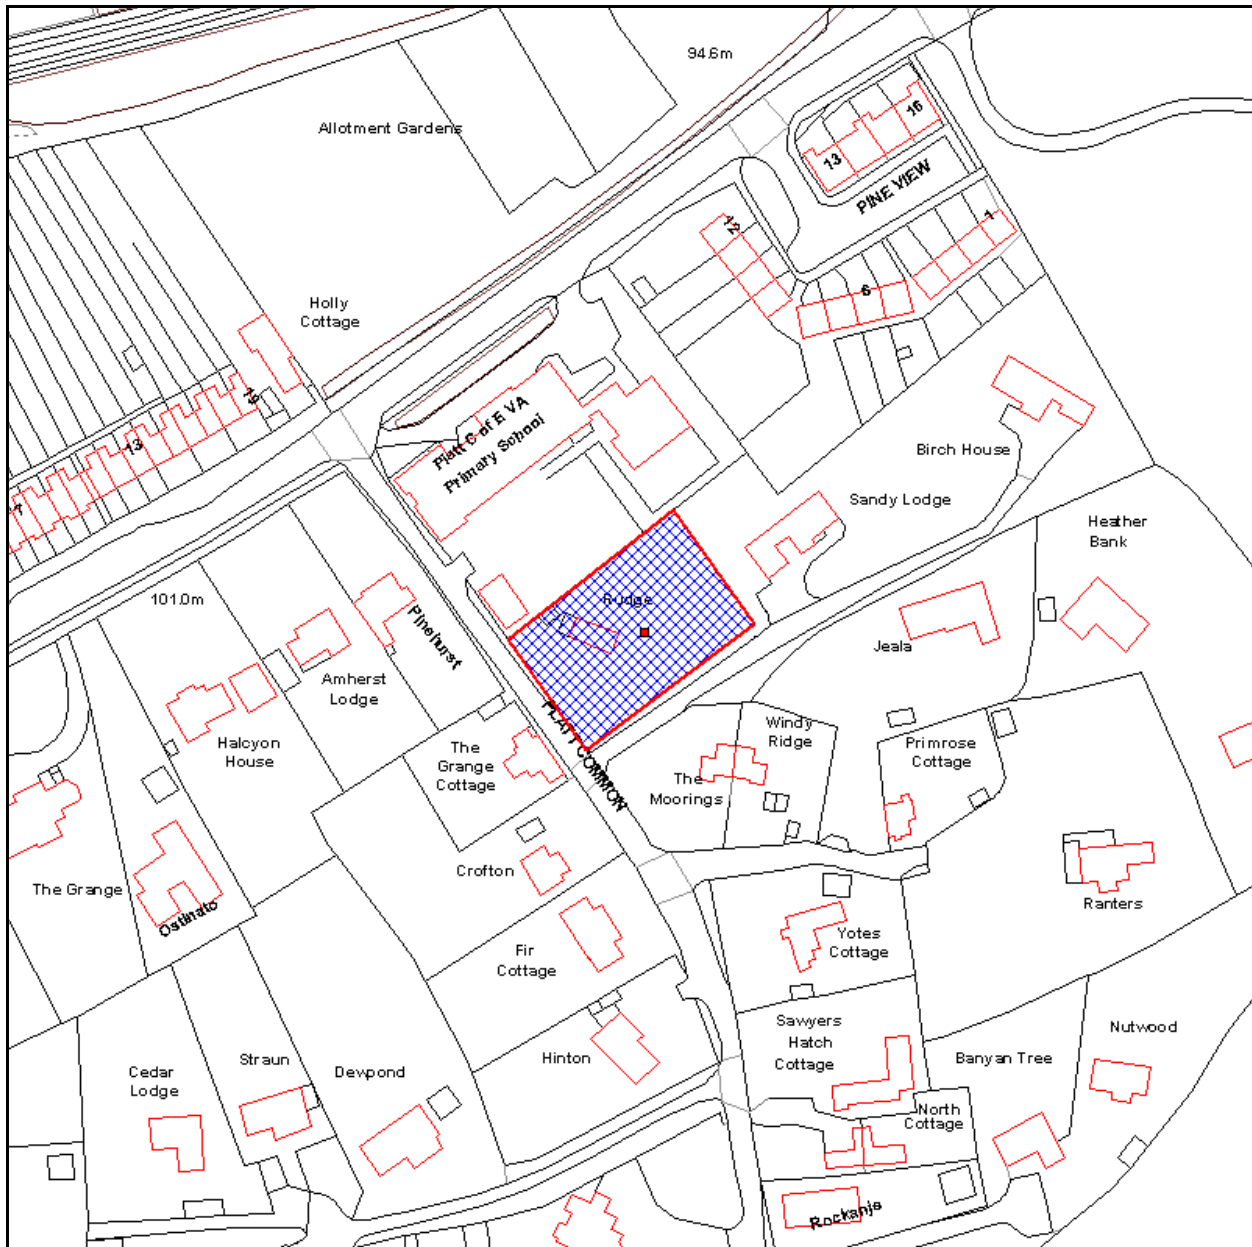 94.6m
16
Allotment Gardens
13
PINE VIEW
1
12
6
Holly
Cottage
19
13
7
Platt C of E VA
Primary School
Birch House
Sandy Lodge
Heather
Bank
101.0m
Rudge
Pinehurst
Jeala
Amherst
Lodge
Halcyon
House
PLATT COMMON
The
Grange
Cottage
Windy
Ridge
Primrose
Cottage
The
Moorings
Crofton
The Grange
Ostinato
Ranters
Fir
Cottage
Yotes
Cottage
Sawyers
Hatch
Cottage
Nutwood
Hinton
Banyan Tree
Straun
Dewpond
Cedar
Lodge
North
Cottage
Rockanje